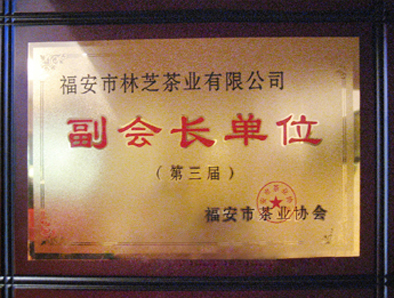 福安市林芝茶业有限公司
副会长单位
（第三届）
福安市茶业协会